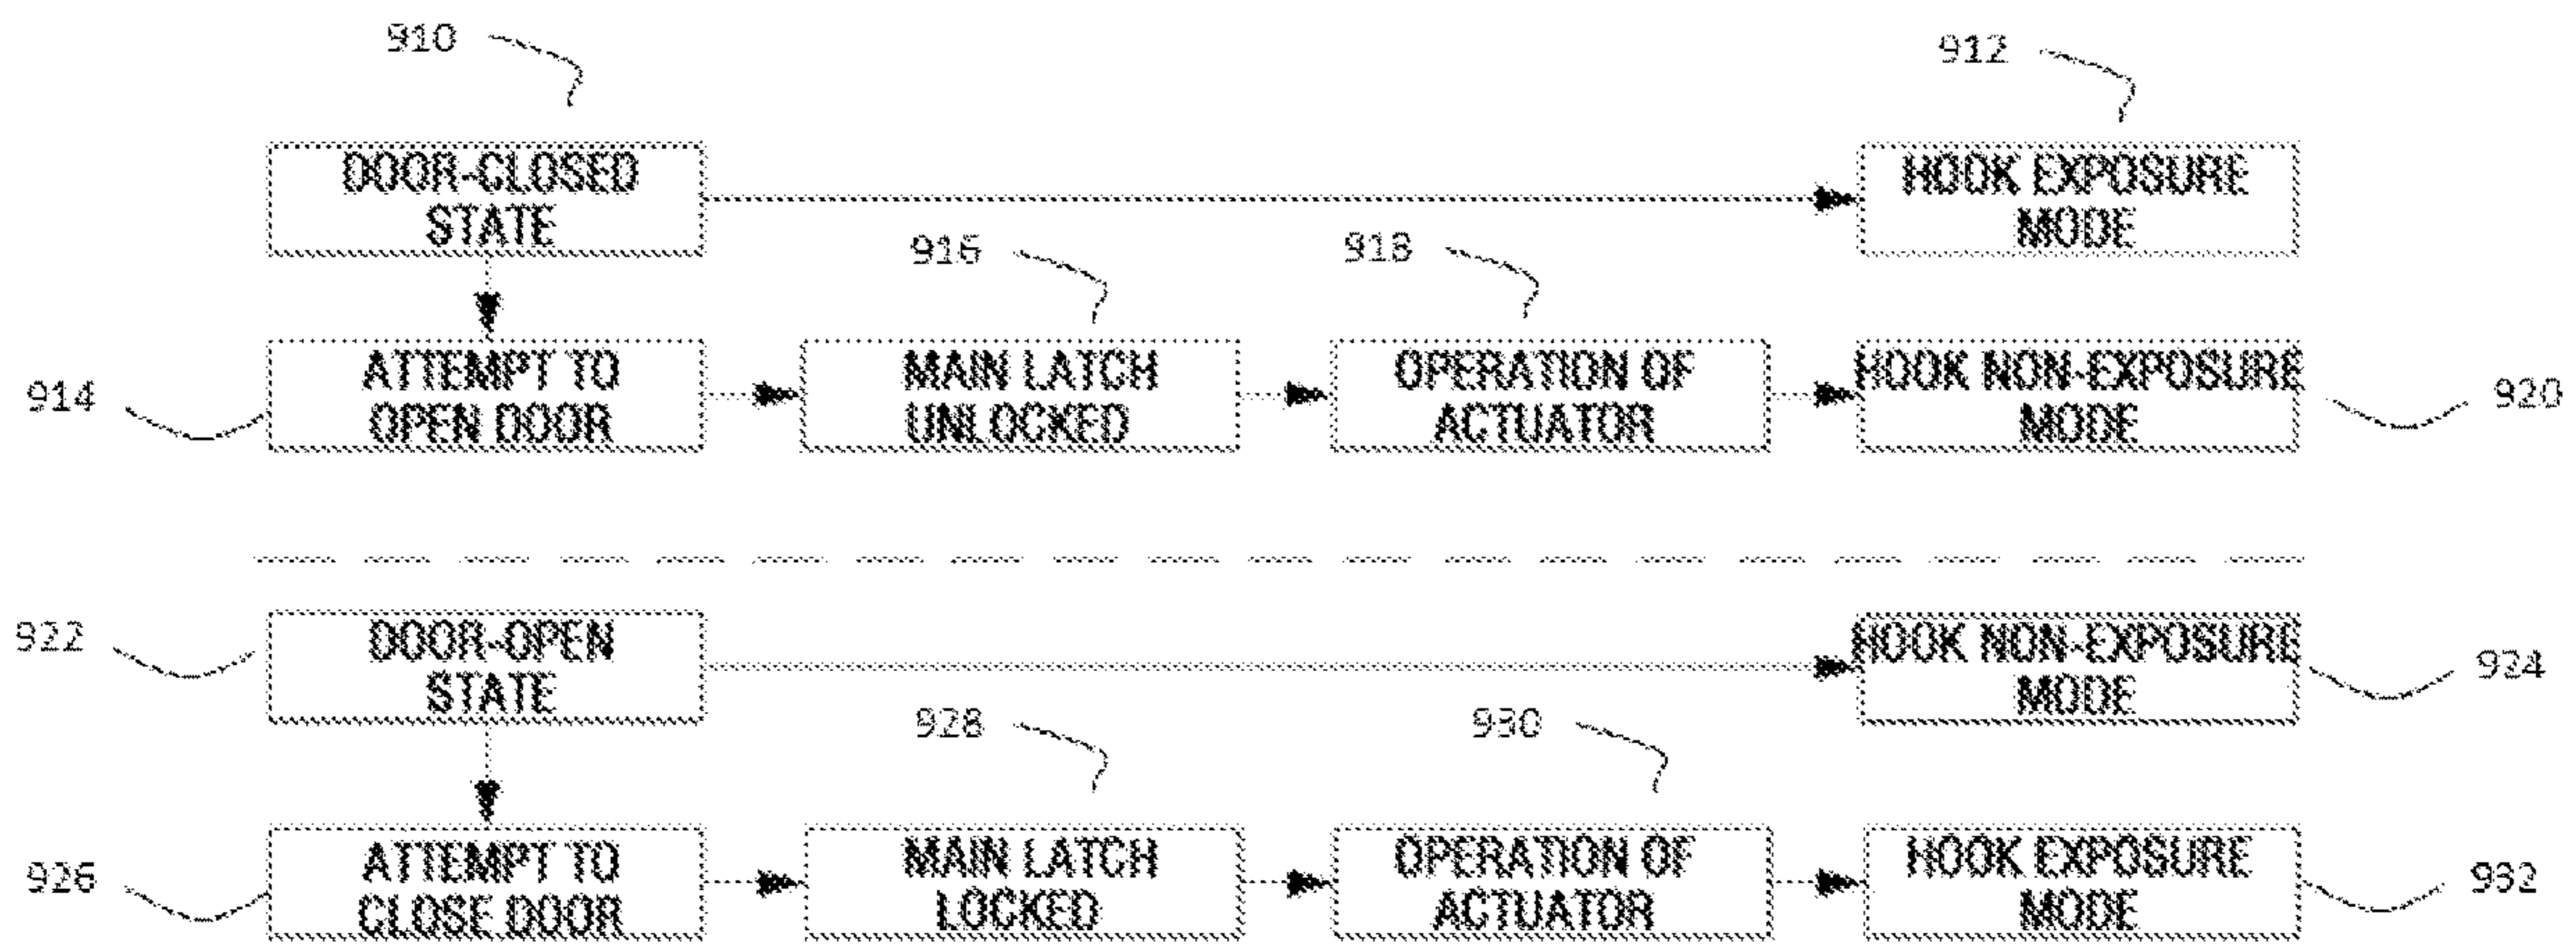 910
912
DOOR-CLOSED
STATE
HOOK EXPOSURE
MODE
916
918
914
ATTEMPT TO
OPEN DOOR
MAIN LATCH
UNLOCKED
OPERATION OF
ACTUATOR
HOOK NON-EXPOSURE
MODE
920
922
DOOR-OPEN
STATE
HOOK NON-EXPOSURE
MODE
924
928
930
926
ATTEMPT TO
CLOSE DOOR
MAIN LATCH
LOCKED
OPERATION OF
ACTUATOR
HOOK EXPOSURE
MODE
932